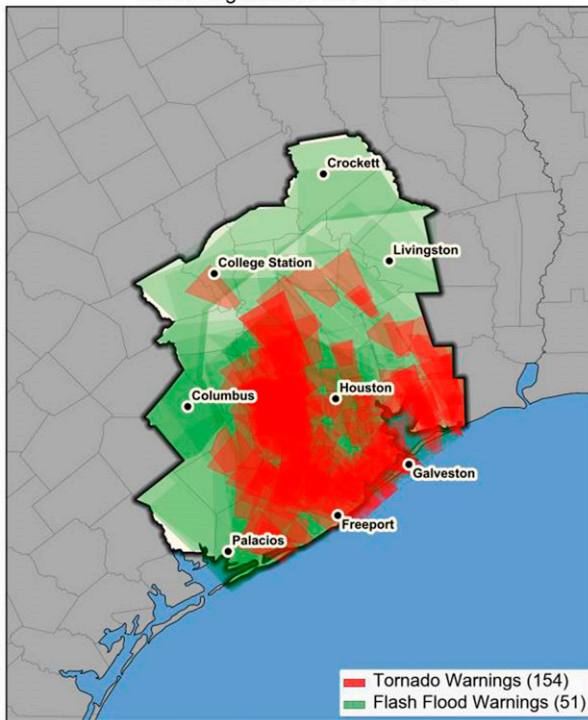 Crockett
Livingston
College Station
Houston
Columbus
Galveston
Freeport
Palacios
Tornado Warnings (154)
Flash Flood Warnings (51)